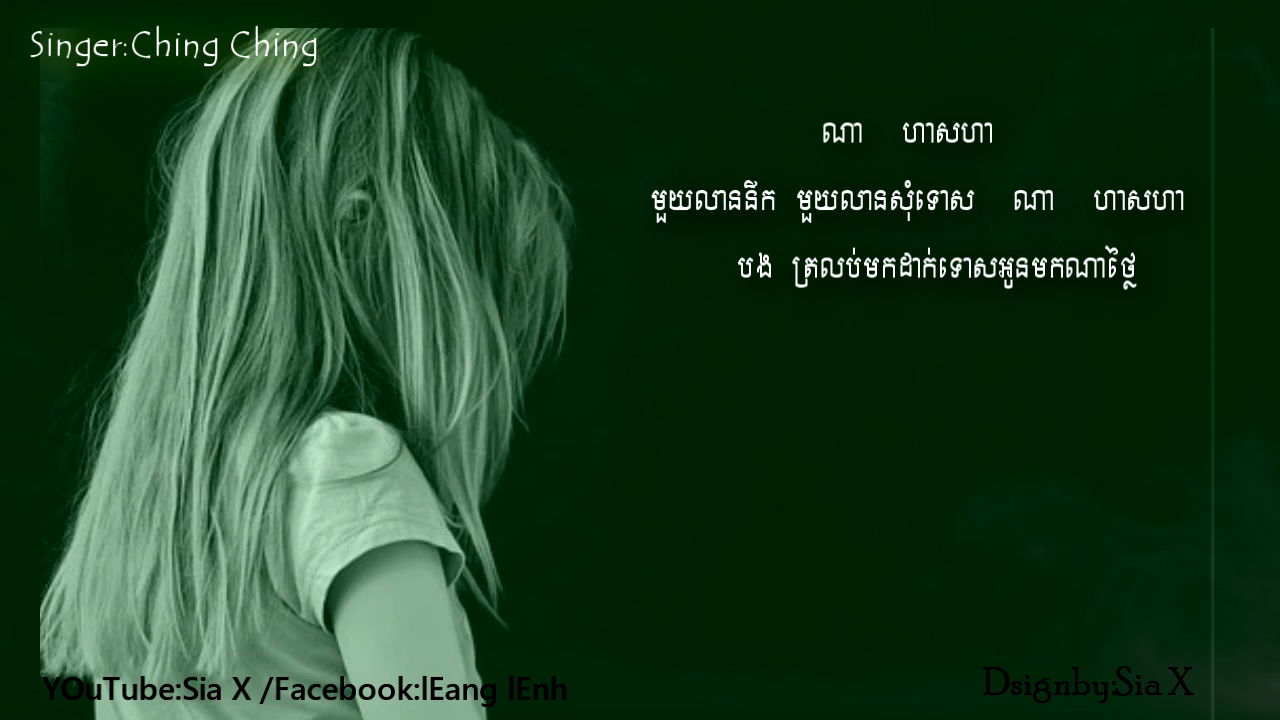 Singer:Ching Ching
ណា ហាសហា
មួយលាននឹក មួយលានសុំទោស ណា ហាសហា
បង ត្រលប់មកដាក់ទោសអូនមកណាថ្លៃ
YOuTube:Sia X /Facebook:lEang lEnh
Dsignby:Sia X